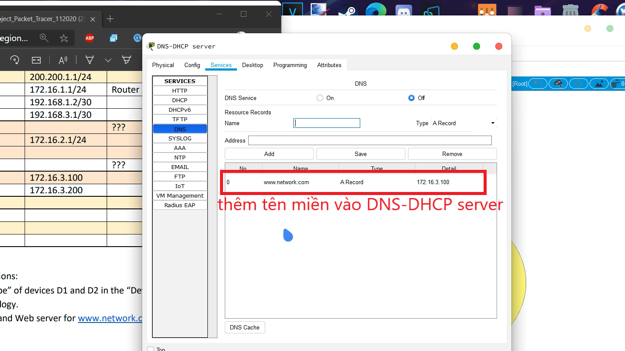 oject_Packet_Tracer_112020 (2
egion...
ABP
[Root]
200.200.1.1/24
172.16.1.1/24 Router
192.168.1.2/30
192.168.3.1/30
???
172.16.2.1/24
???
172.16.3.100
172.16.3.200
ons:
pe" of devices D1 and D2 in the "De
logy.
and Web server for www.network.c
DNS-DHCP server
Physical Config Services Desktop Programming Attributes
SERVICES
HTTP
DHCP
DHCPv6
TFTP
DNS
SYSLOG
AAA
NTP
EMAIL
FTP
IoT
VM Management
Radius EAP
DNS
DNS Service On Off
Resource Records
Name Type A Record
Address
Add Save Remove
No. Name Type Detail
0 www.network.com A Record 172.16.3.100
thêm tên miền vào DNS-DHCP server
DNS Cache
Top